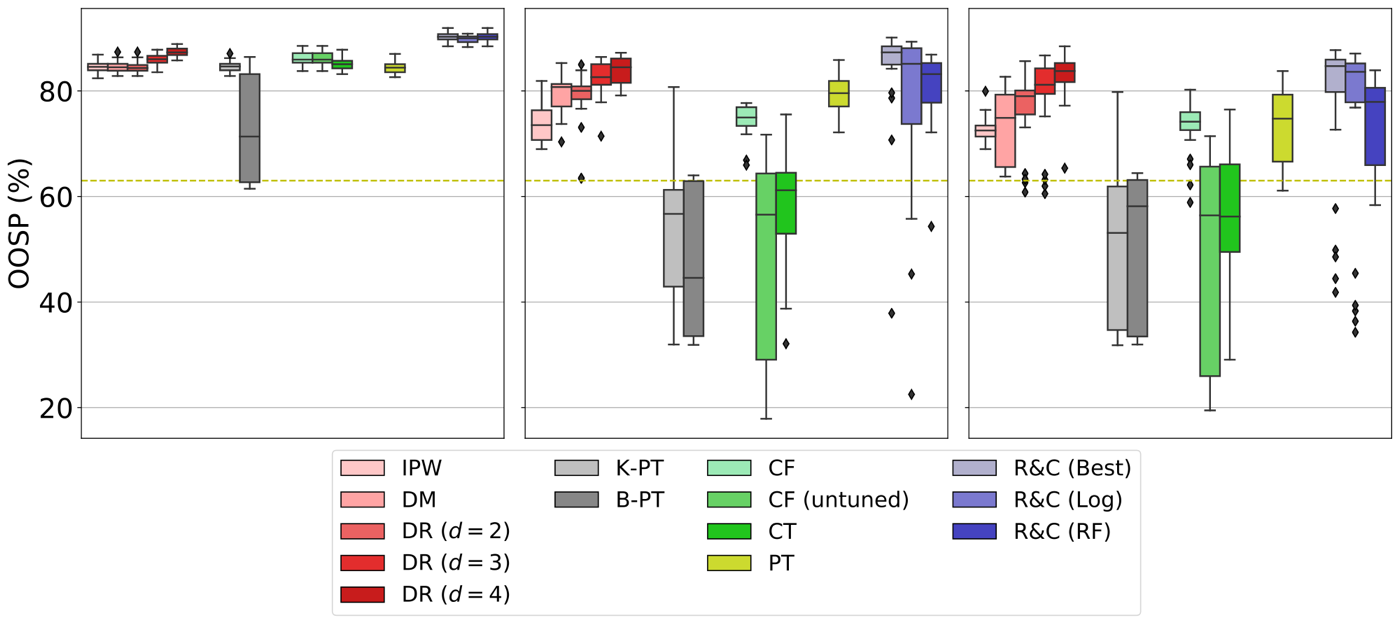 OOSP (%)
80
60
40
20
IPW
DM
DR (d = 2)
DR (d = 3)
DR (d = 4)
K-PT
B-PT
CF
CF (untuned)
CT
PT
R&C (Best)
R&C (Log)
R&C (RF)